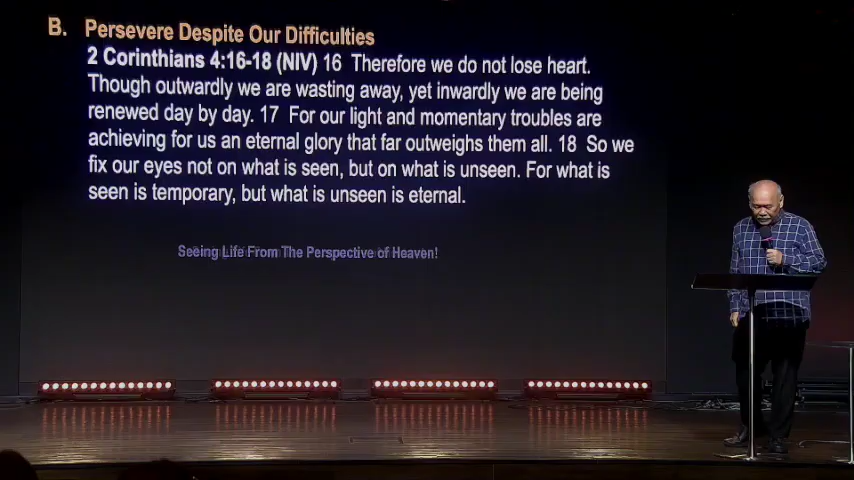 B. Persevere Despite Our Difficulties
2 Corinthians 4:16-18 (NIV) 16 Therefore we do not lose heart.
Though outwardly we are wasting away, yet inwardly we are being
renewed day by day. 17 For our light and momentary troubles are
achieving for us an eternal glory that far outweighs them all. 18 So we
fix our eyes not on what is seen, but on what is unseen. For what is
seen is temporary, but what is unseen is eternal.
Seeing Life From The Perspective of Heaven!